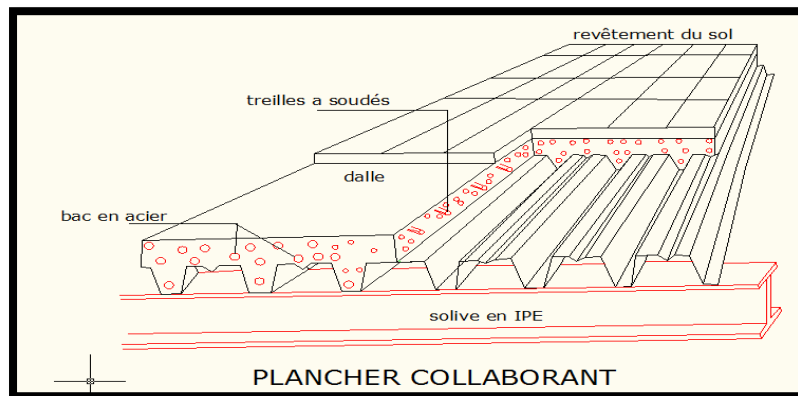 revêtement du sol
treilles a soudés
dalle
bac en acier
solive en IPE
PLANCHER COLLABORANT